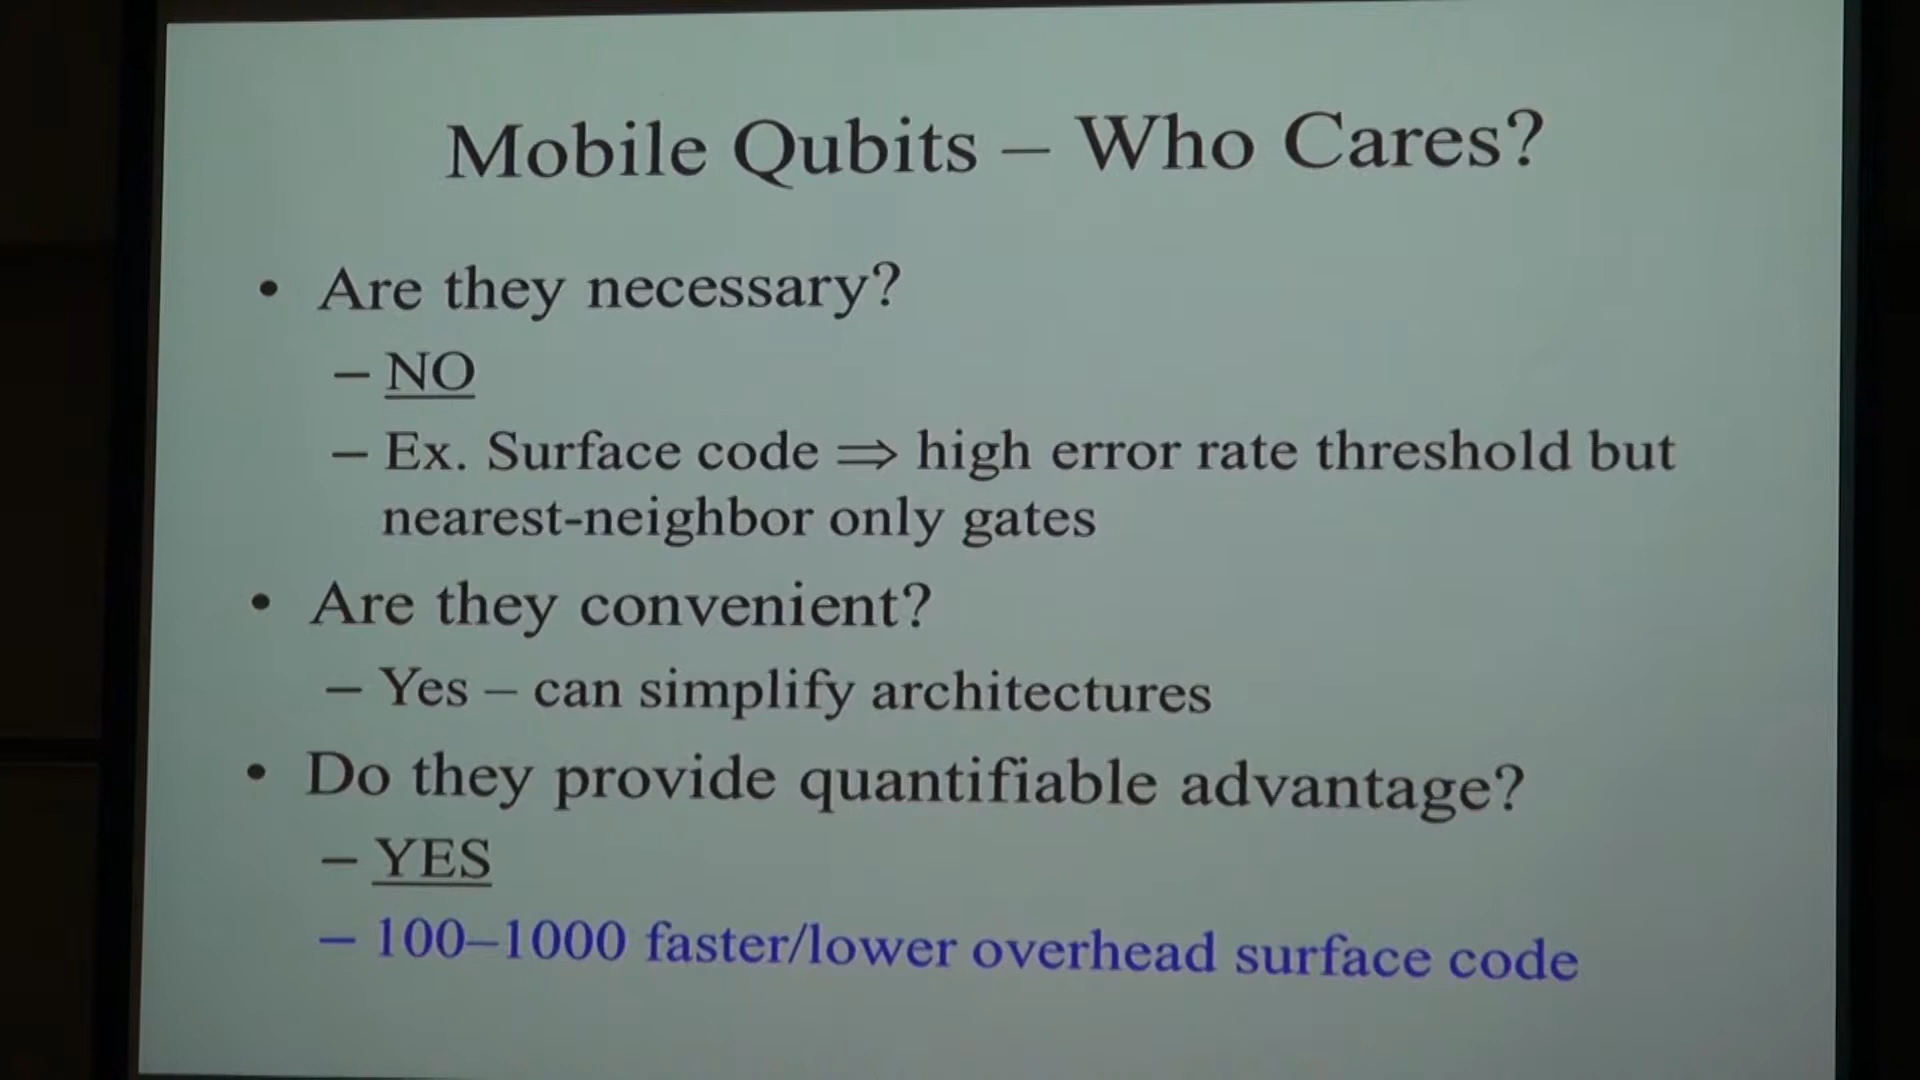 Mobile Qubits – Who Cares?
• Are they necessary?
– NO
– Ex. Surface code ⇒ high error rate threshold but
nearest-neighbor only gates
• Are they convenient?
– Yes – can simplify architectures
• Do they provide quantifiable advantage?
– YES
– 100–1000 faster/lower overhead surface code